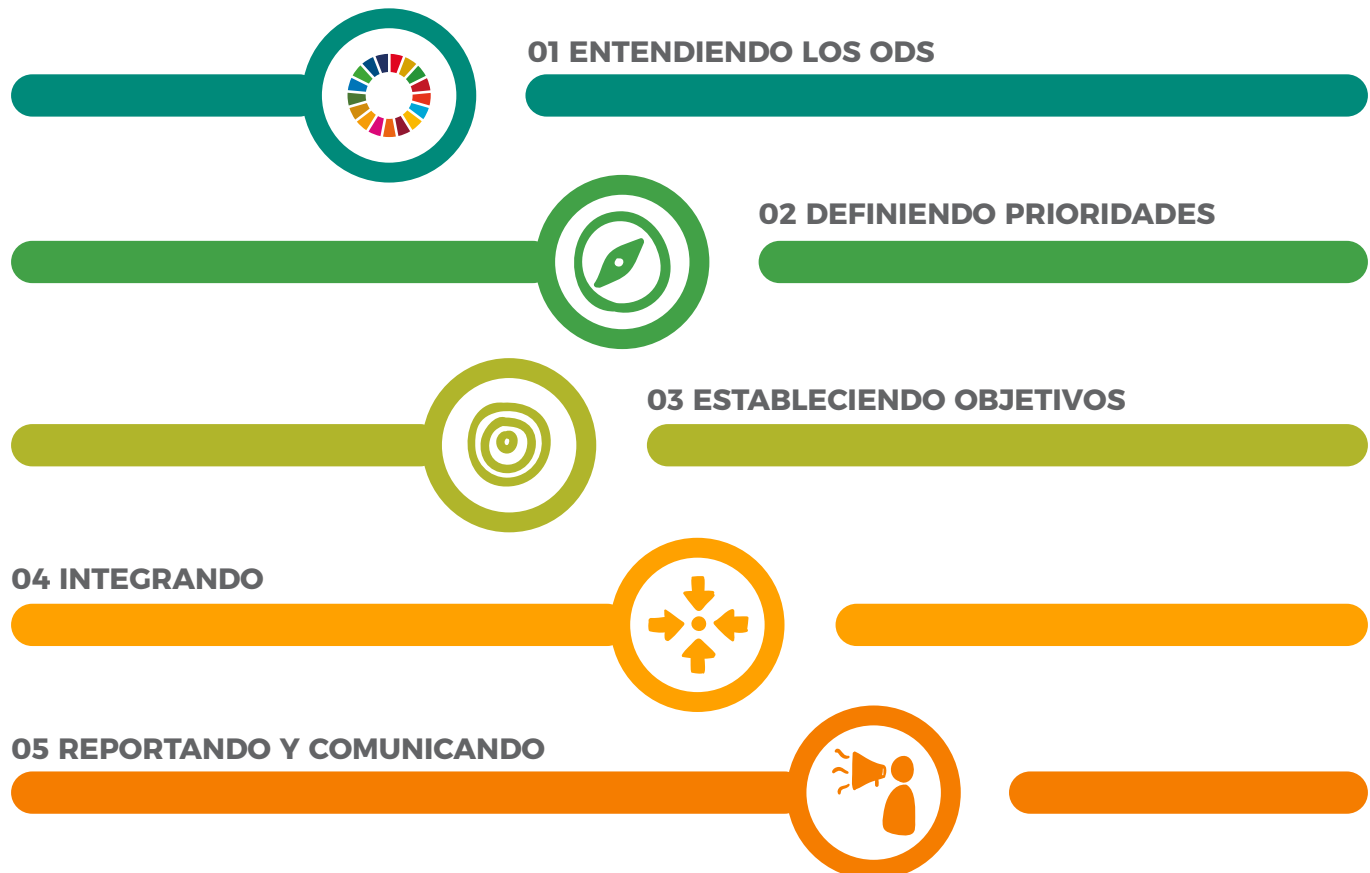 01 ENTENDIENDO LOS ODS
02 DEFINIENDO PRIORIDADES
03 ESTABLECIENDO OBJETIVOS
04 INTEGRANDO
05 REPORTANDO Y COMUNICANDO